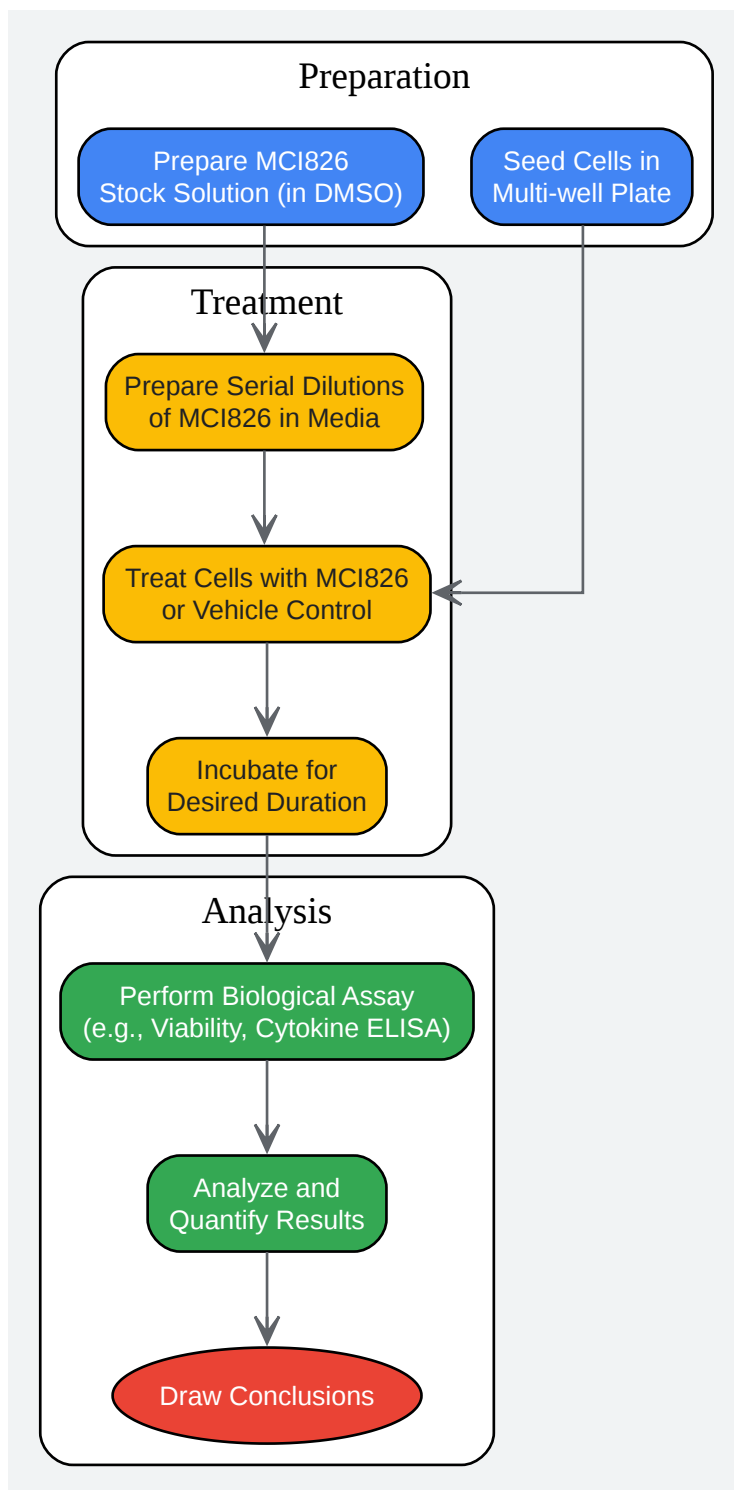 Preparation
Prepare MCI826
Stock Solution (in DMSO)
Seed Cells in
Multi-well Plate
Treatment
Prepare Serial Dilutions
of MCI826 in Media
Treat Cells with MCI826
or Vehicle Control
Incubate for
Desired Duration
Analysis
Perform Biological Assay
(e.g., Viability, Cytokine ELISA)
Analyze and
Quantify Results
Draw Conclusions